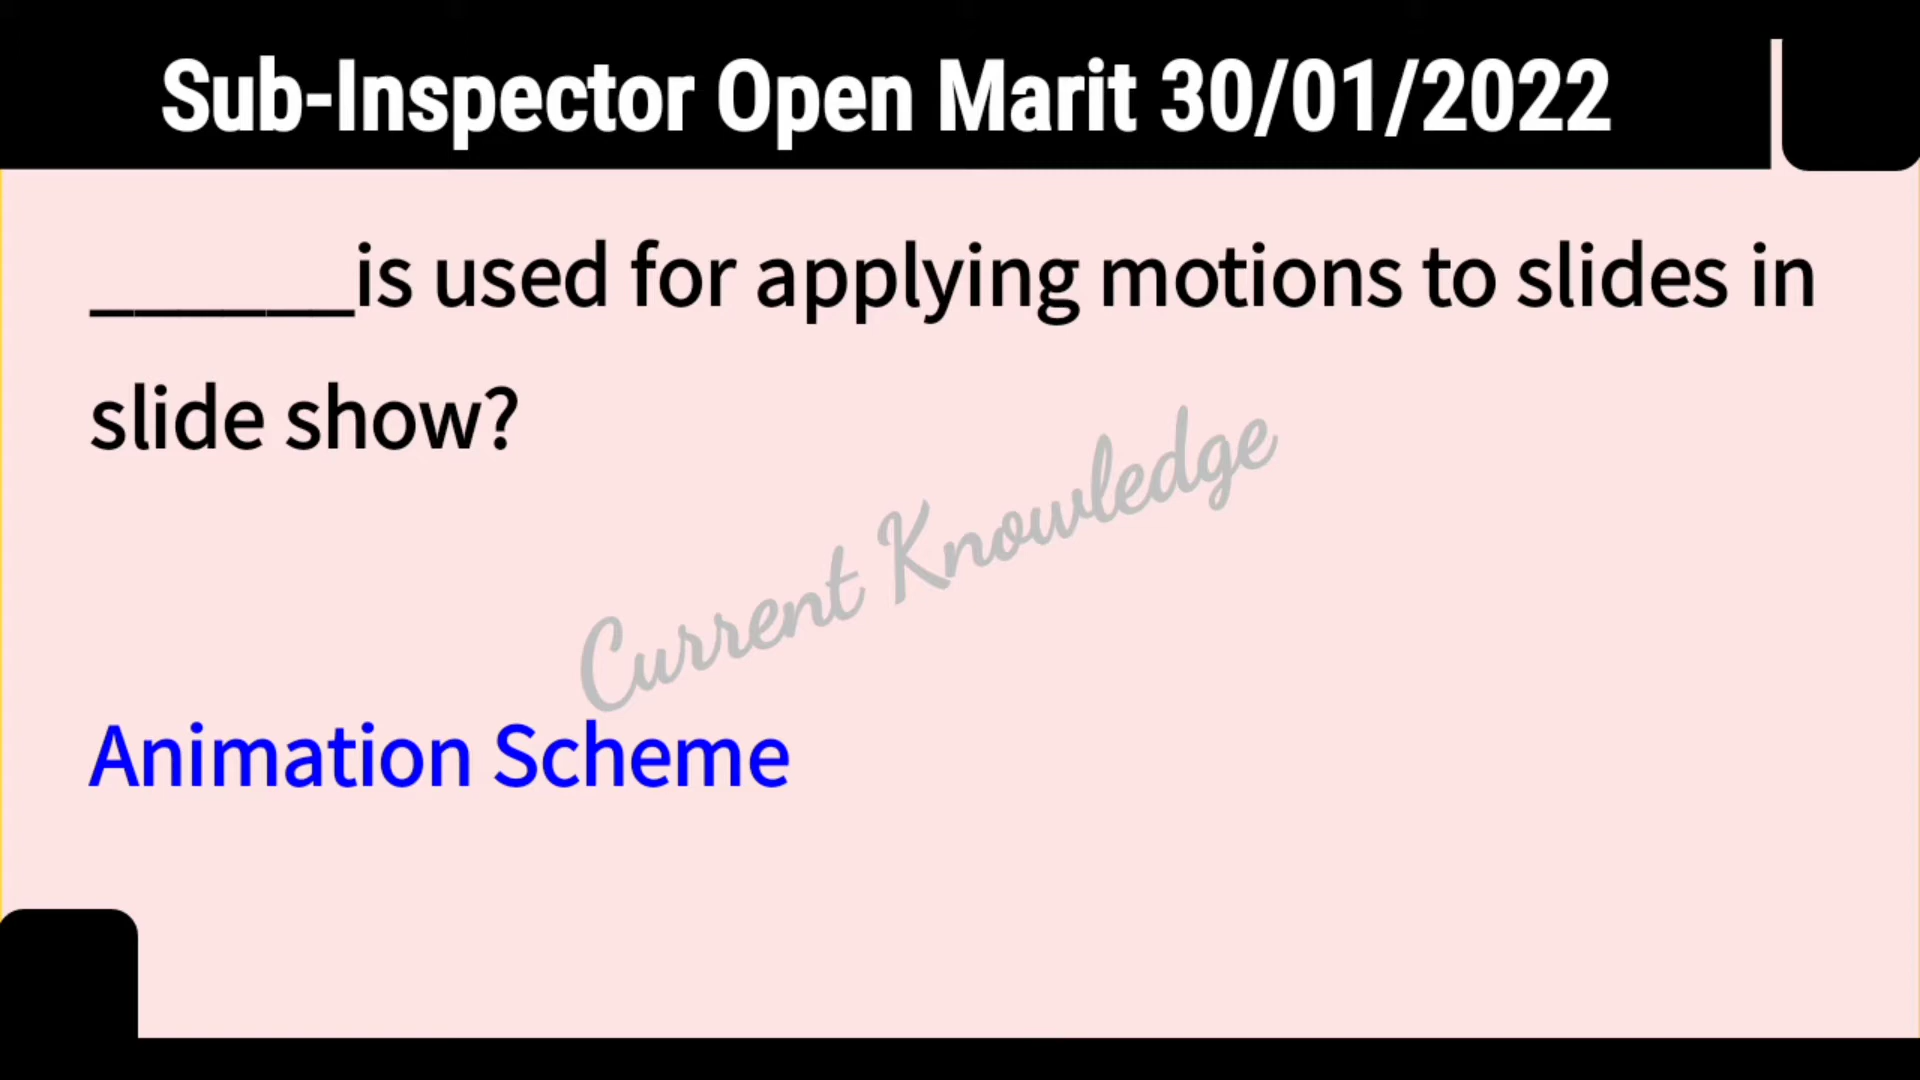 Sub-Inspector Open Marit 30/01/2022
______is used for applying motions to slides in
slide show?
Current Knowledge
Animation Scheme